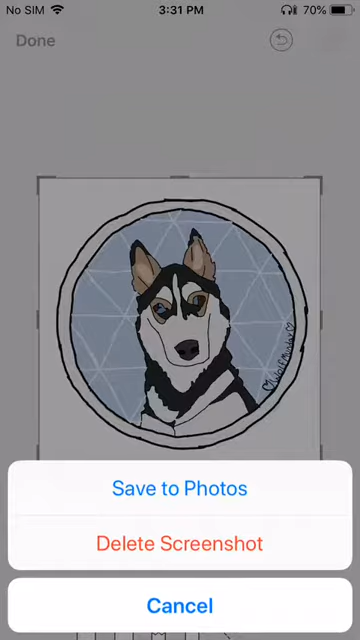 No SIM 3:31 PM 70%
Done
Save to Photos
Delete Screenshot
Cancel